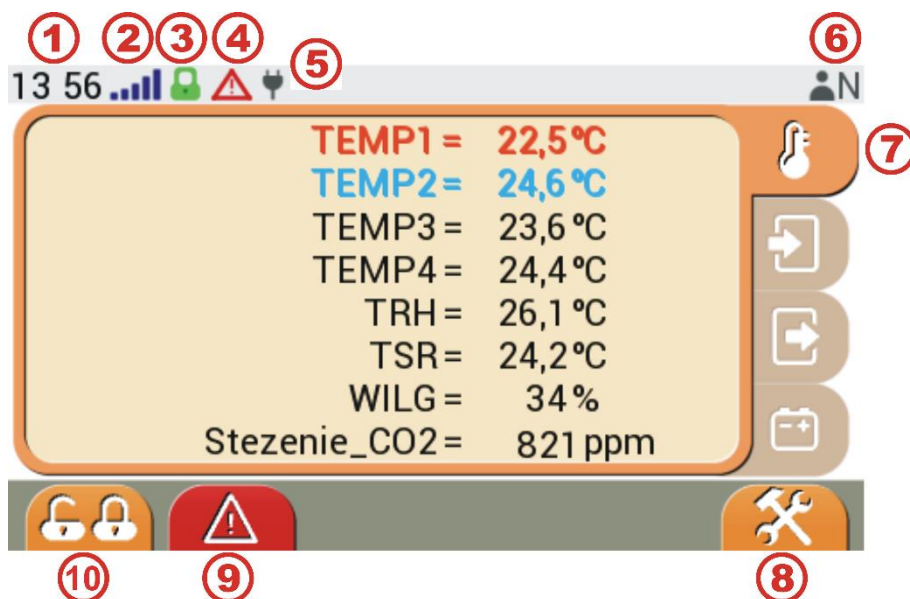 1 2 3 4 5 6
13 56 N
7
TEMP1 = 22,5 °C
TEMP2 = 24,6 °C
TEMP3 = 23,6 °C
TEMP4 = 24,4 °C
TRH = 26,1 °C
TSR = 24,2 °C
WILG = 34 %
Stezenie_CO2 = 821 ppm
10 9 8